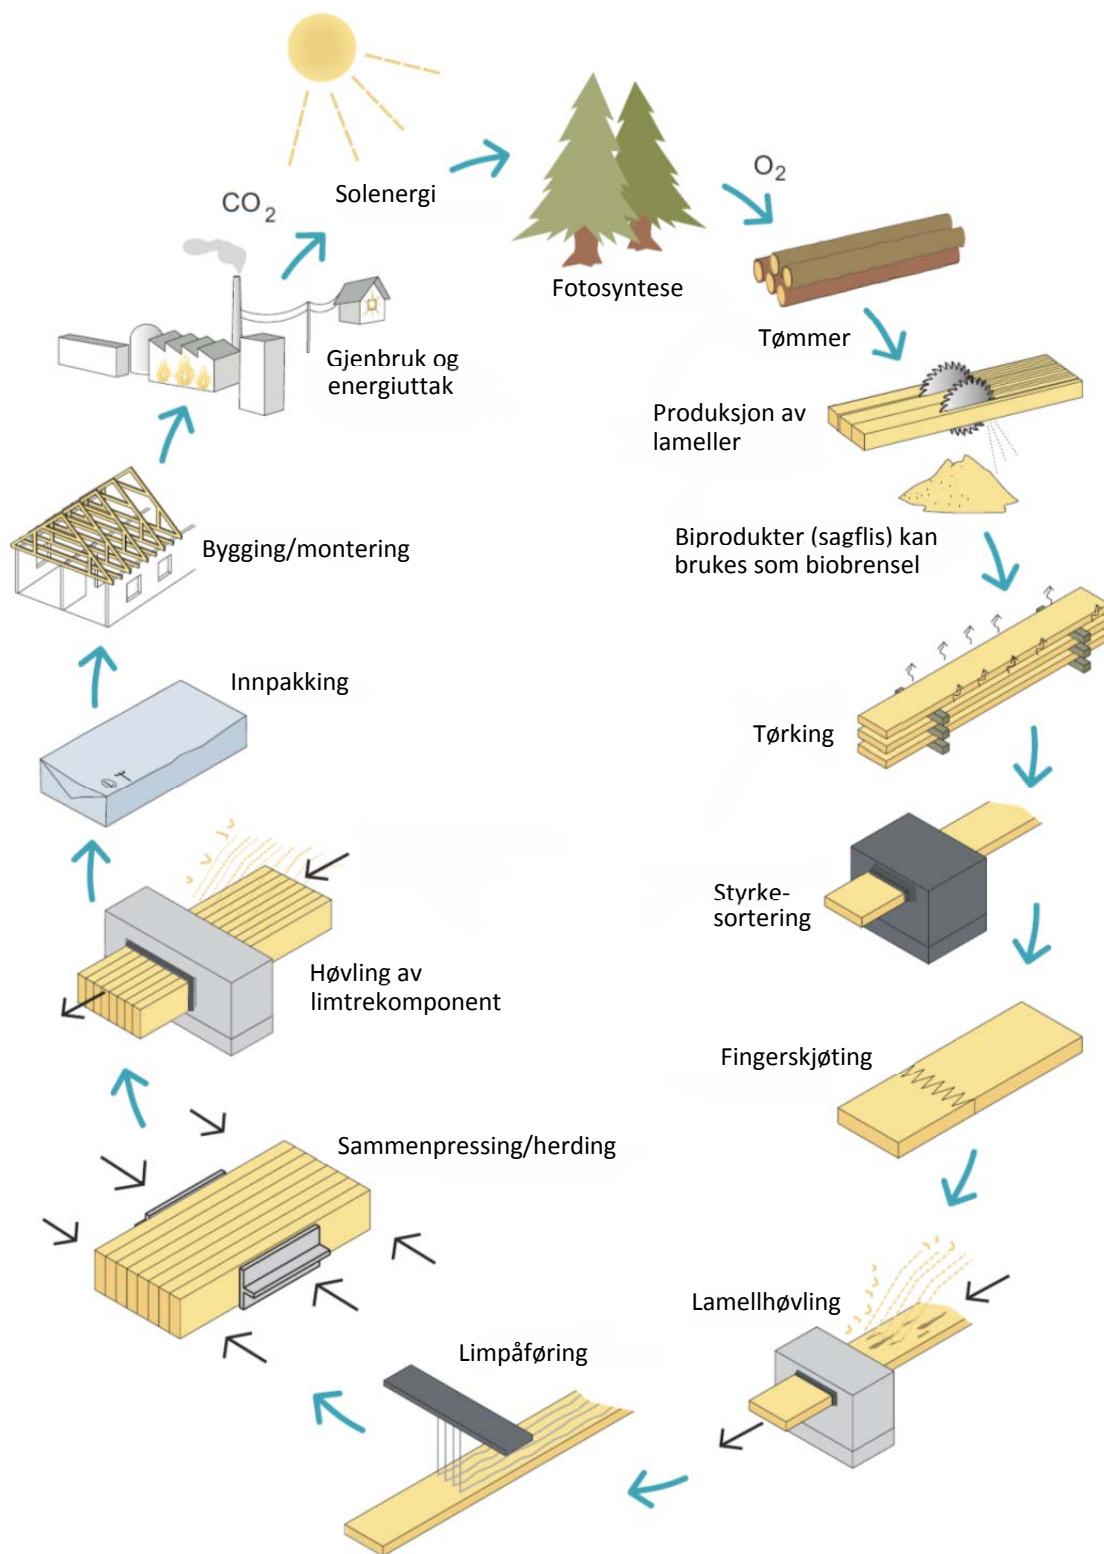 Solenergi
CO₂
Fotosyntese
O₂
Tømmer
Produksjon av
lameller
Biprodukter (sagflis) kan
brukes som biobrensel
Tørking
Styrke-
sortering
Fingerskjøting
Lamellhøvling
Limpåføring
Sammenpressing/herding
Høvling av
limtrekomponent
Innpakking
Bygging/montering
Gjenbruk og
energiuttak